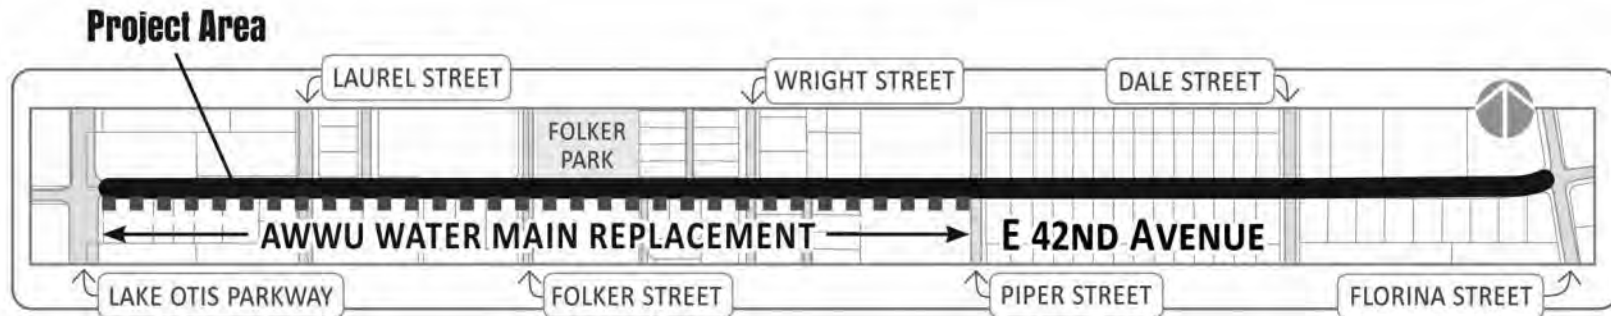 Project Area
LAUREL STREET
WRIGHT STREET
DALE STREET
FOLKER
PARK
AWWU WATER MAIN REPLACEMENT
E 42ND AVENUE
LAKE OTIS PARKWAY
FOLKER STREET
PIPER STREET
FLORINA STREET